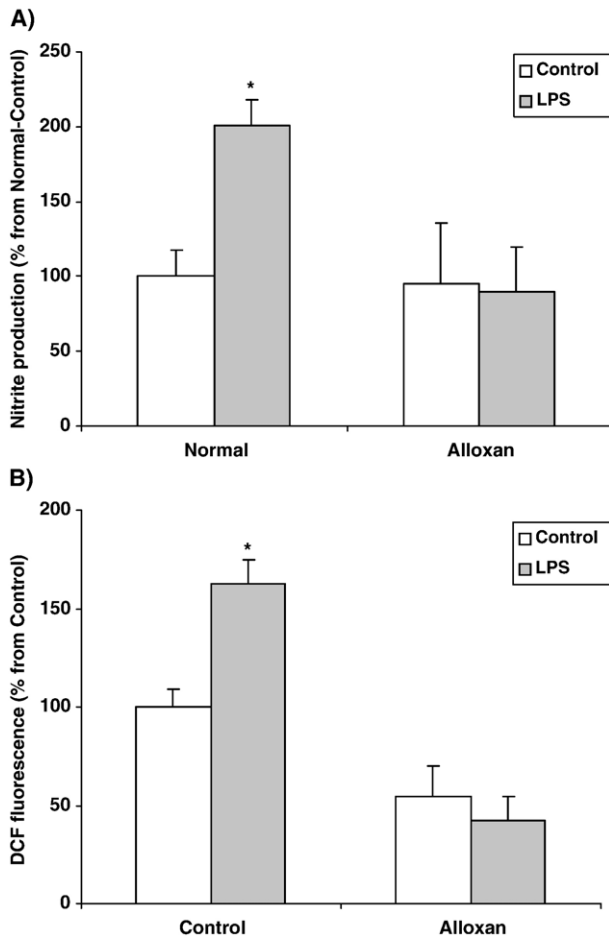 A)
Nitrite production (% from Normal-Control)
250
200
150
100
50
0
*
Control
LPS
Normal
Alloxan
B)
DCF fluorescence (% from Control)
200
150
100
50
0
*
Control
LPS
Control
Alloxan